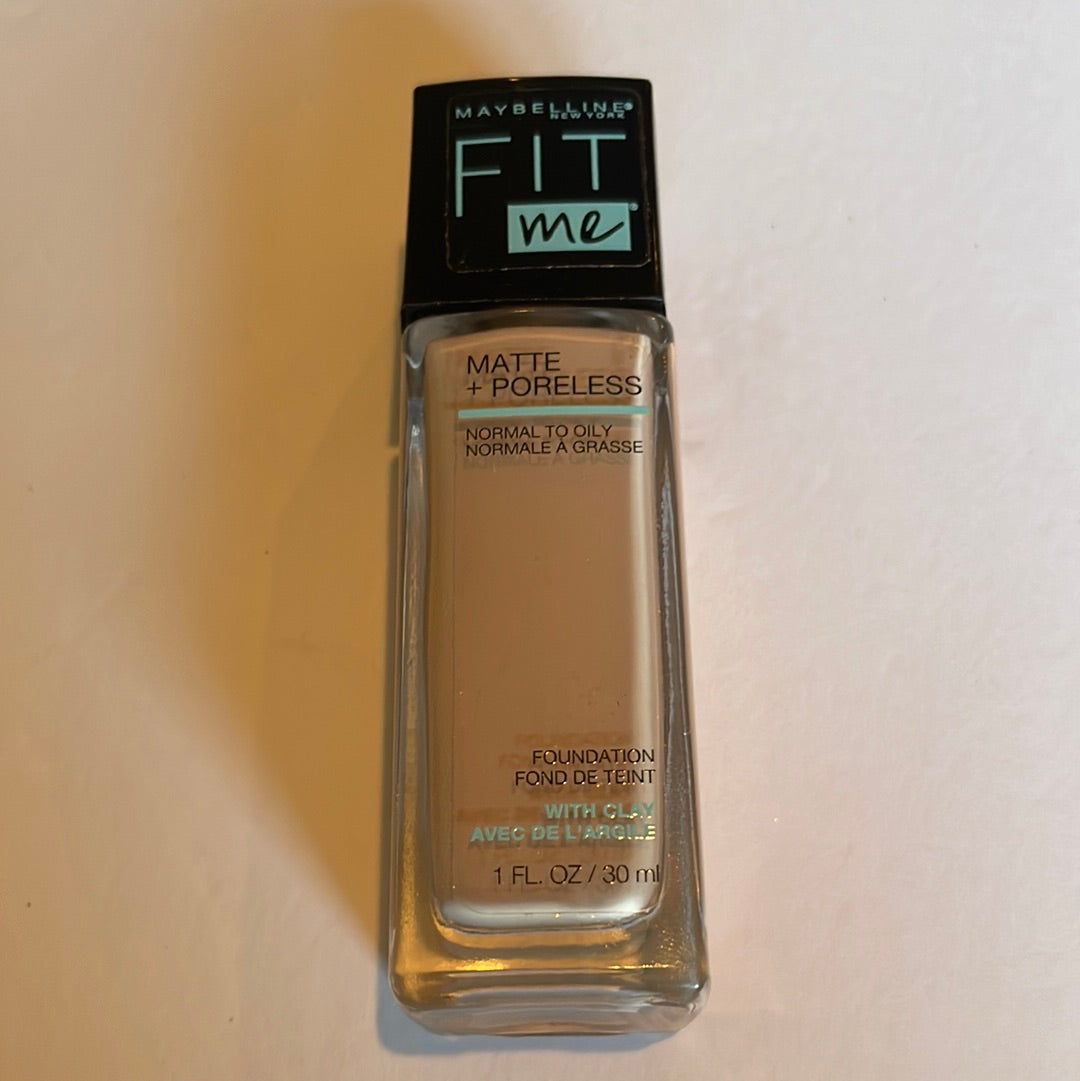 MAYBELLINE®
NEW YORK
FIT
me®
MATTE
+ PORELESS
NORMAL TO OILY
NORMALE À GRASSE
FOUNDATION
FOND DE TEINT
WITH CLAY
AVEC DE L'ARGILE
1 FL. OZ / 30 ml